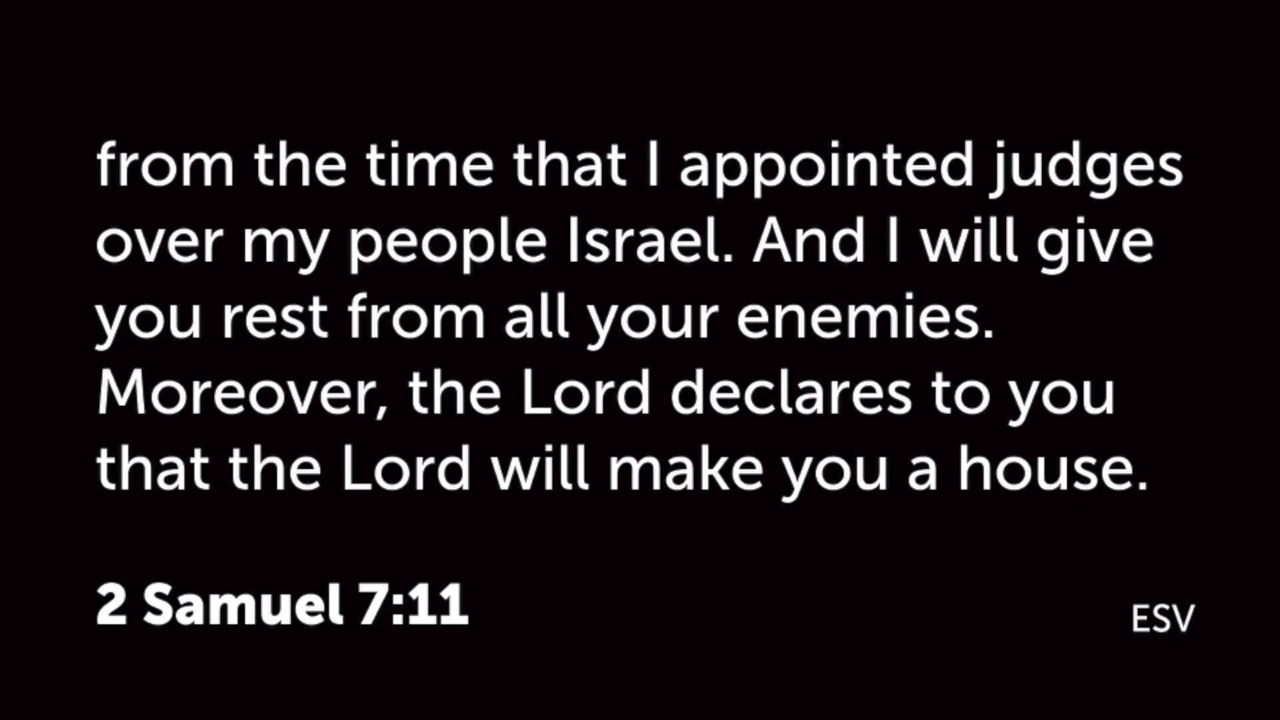 from the time that I appointed judges
over my people Israel. And I will give
you rest from all your enemies.
Moreover, the Lord declares to you
that the Lord will make you a house.
2 Samuel 7:11
ESV